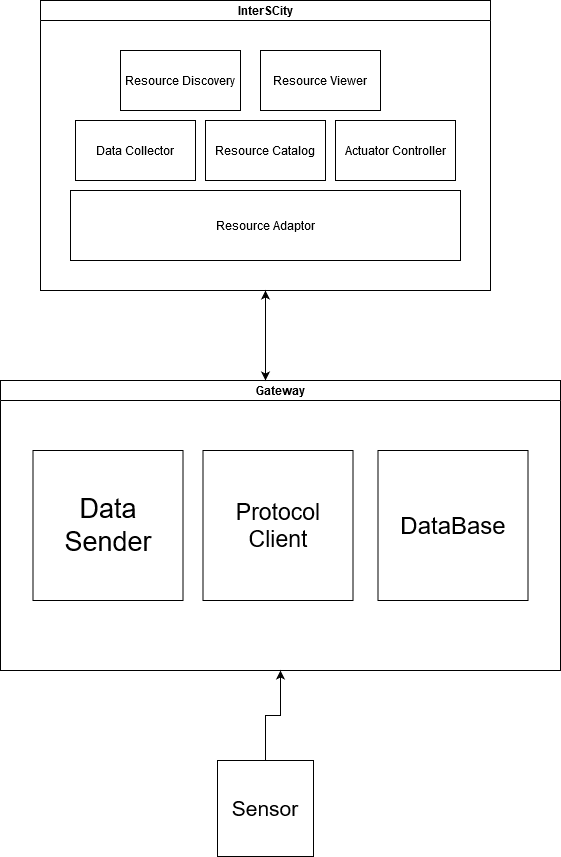 InterSCity
Resource Discovery
Resource Viewer
Data Collector
Resource Catalog
Actuator Controller
Resource Adaptor
Gateway
Data
Sender
Protocol
Client
DataBase
Sensor